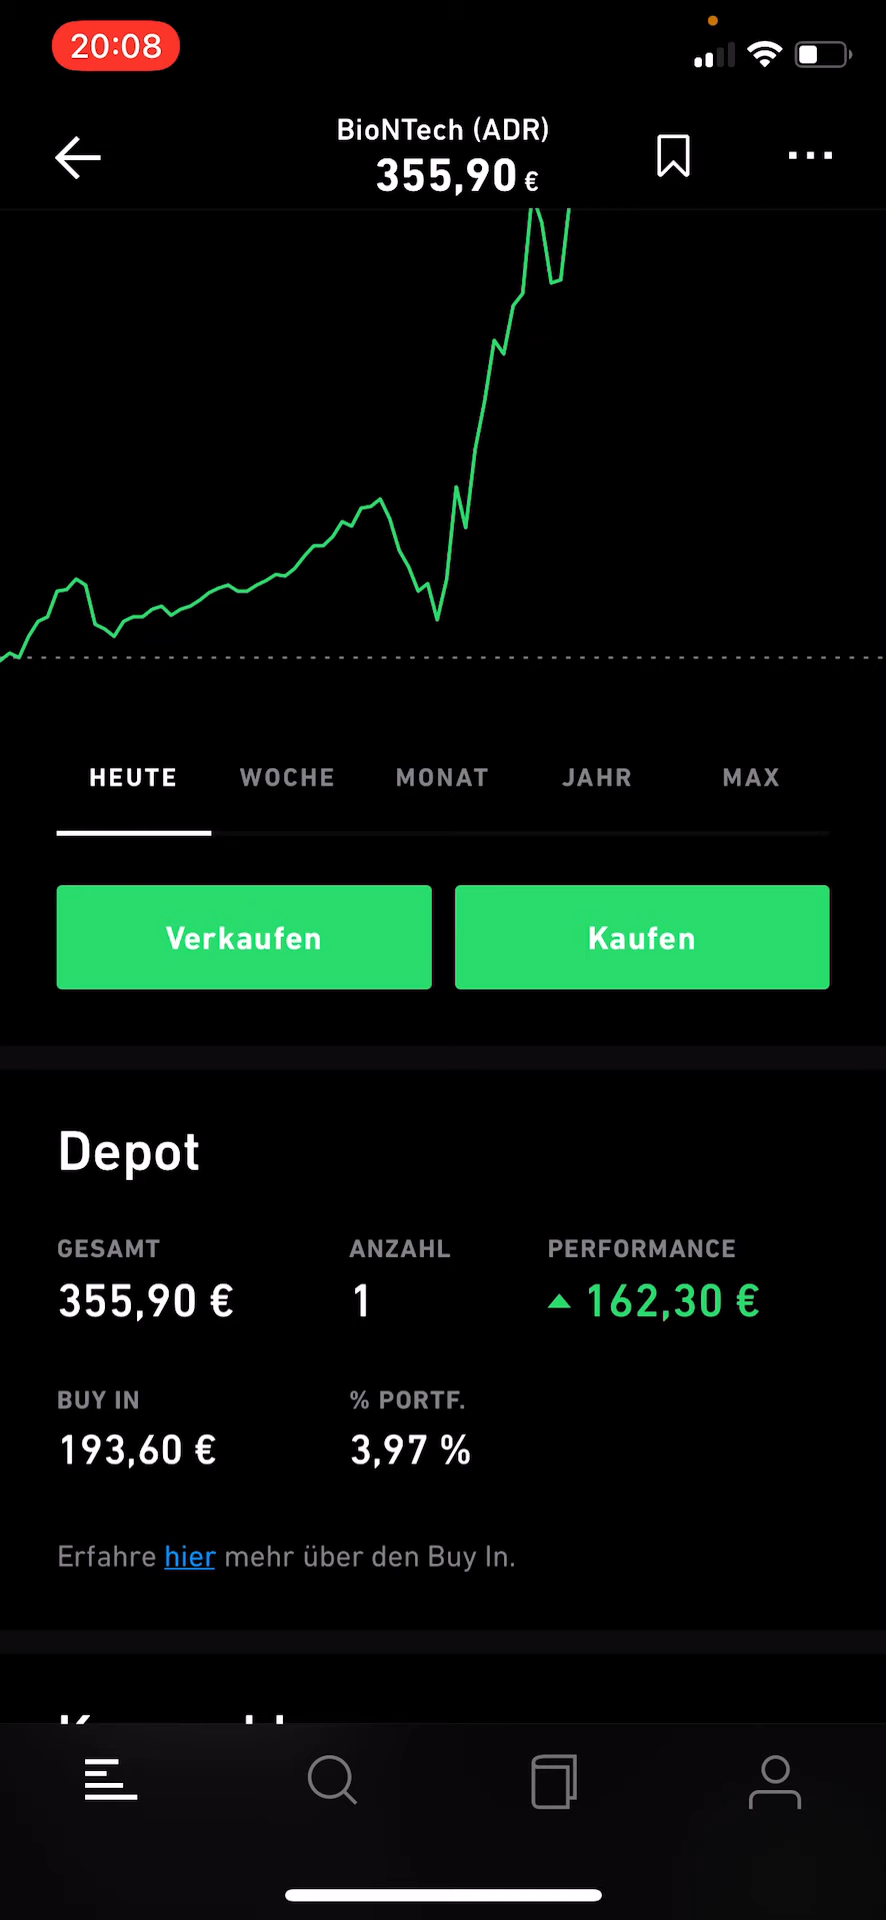 20:08
BioNTech (ADR)
355,90 €
HEUTE WOCHE MONAT JAHR MAX
Verkaufen Kaufen
Depot
GESAMT ANZAHL PERFORMANCE
355,90 € 1 162,30 €
BUY IN % PORTF.
193,60 € 3,97 %
Erfahre hier mehr über den Buy In.